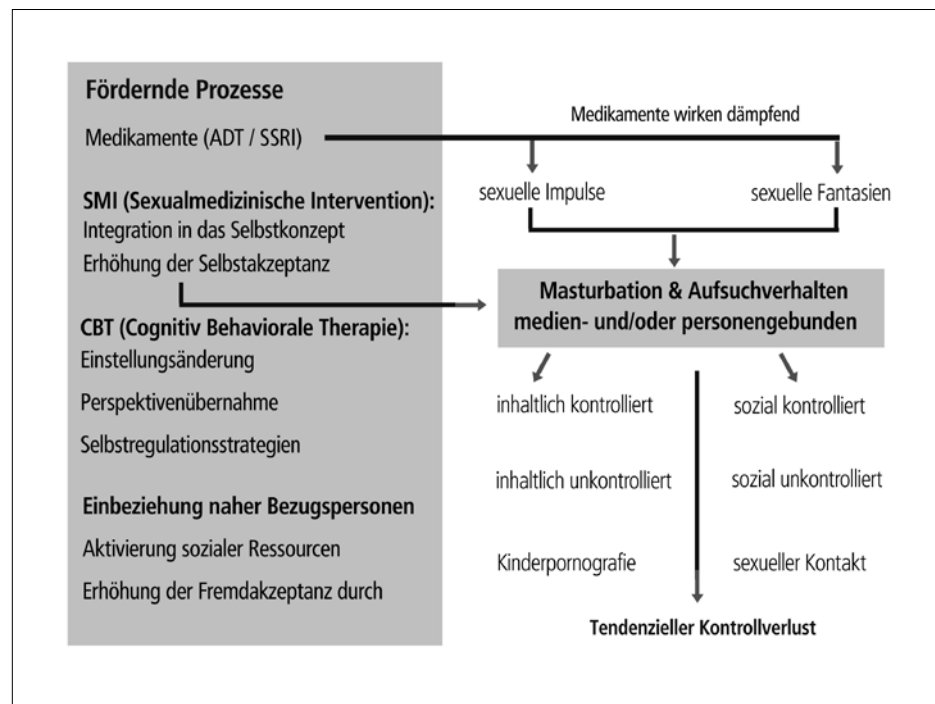 Fördernde Prozesse
Medikamente (ADT / SSRI)
SMI (Sexualmedizinische Intervention):
Integration in das Selbstkonzept
Erhöhung der Selbstakzeptanz
CBT (Cognitiv Behaviorale Therapie):
Einstellungsänderung
Perspektivenübernahme
Selbstregulationsstrategien
Einbeziehung naher Bezugspersonen
Aktivierung sozialer Ressourcen
Erhöhung der Fremdakzeptanz durch
Medikamente wirken dämpfend
sexuelle Impulse
sexuelle Fantasien
Masturbation & Aufsuchverhalten
medien- und/oder personengebunden
inhaltlich kontrolliert
sozial kontrolliert
inhaltlich unkontrolliert
sozial unkontrolliert
Kinderpornografie
sexueller Kontakt
Tendenzieller Kontrollverlust